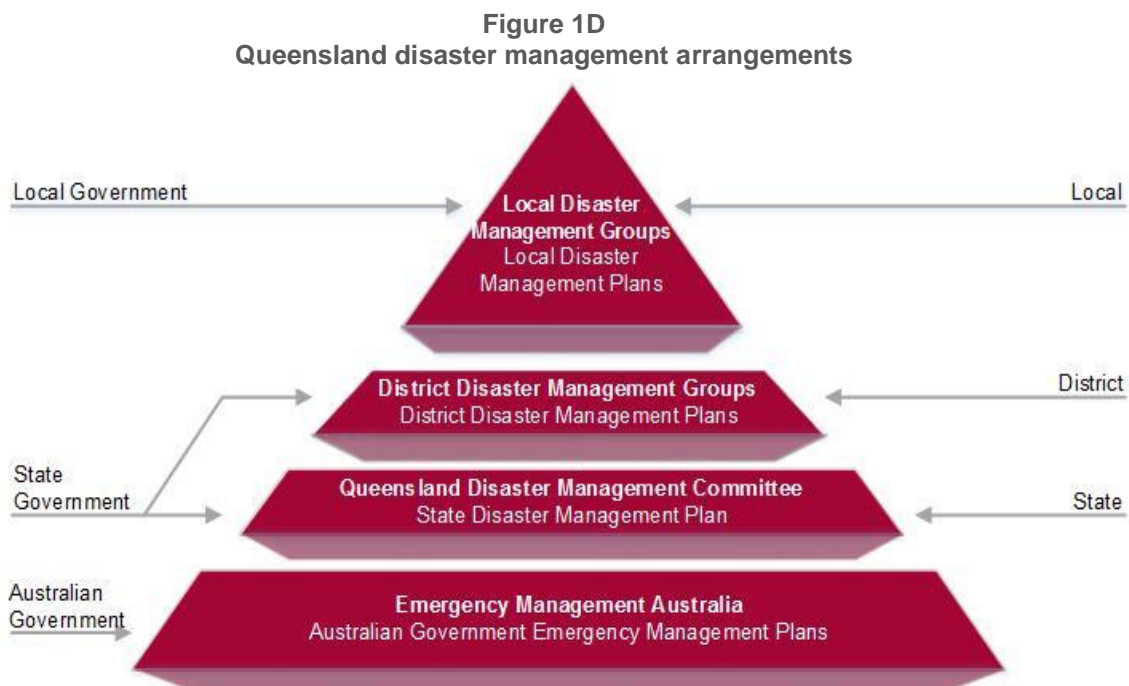 Figure 1D
Queensland disaster management arrangements
Local Government
Local
Local Disaster
Management Groups
Local Disaster
Management Plans
District Disaster Management Groups
District Disaster Management Plans
District
State
Government
Queensland Disaster Management Committee
State Disaster Management Plan
State
Australian
Government
Emergency Management Australia
Australian Government Emergency Management Plans